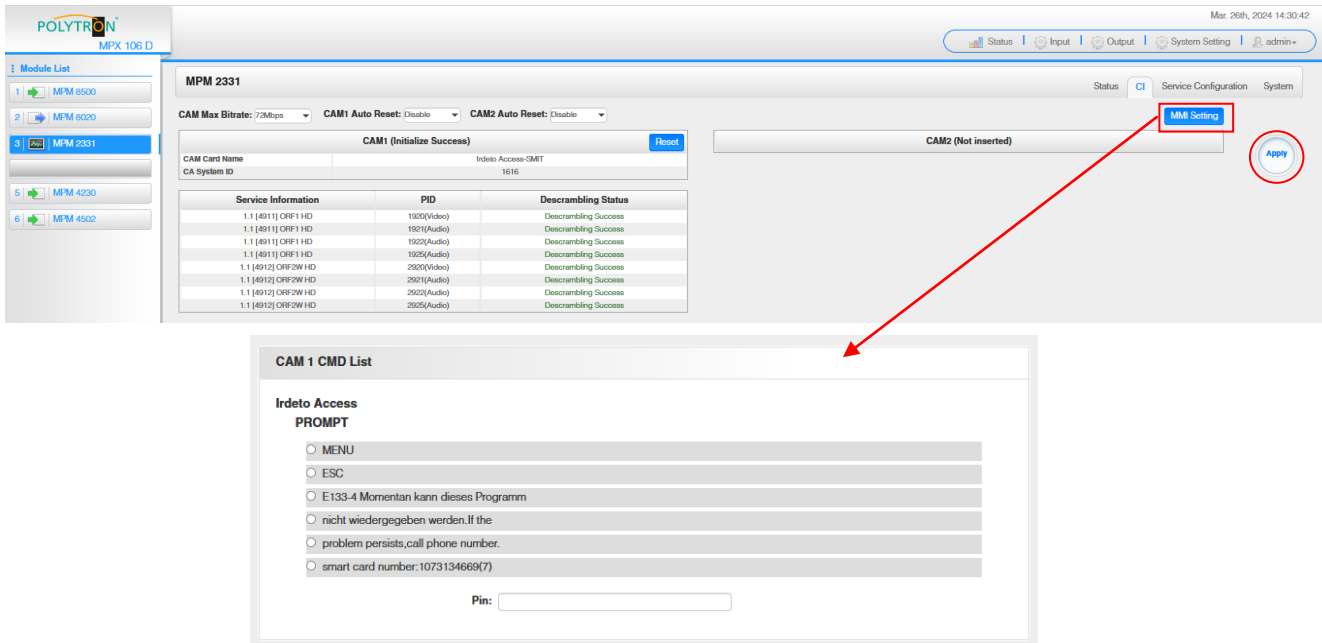 POLYTRON
MPX 106 D
Mar. 26th, 2024 14:30:42
Status | Input | Output | System Setting | admin
Module List
1 MPM 8500
2 MPM 8020
3 MPM 2331
5 MPM 4230
6 MPM 4502
MPM 2331
Status CI Service Configuration System
CAM Max Bitrate: 72Mbps CAM1 Auto Reset: Disable CAM2 Auto Reset: Disable
MMI Setting
Apply
CAM1 (Initialize Success) Reset
CAM Card Name Irdeto Access-SMIT
CA System ID 1616
CAM2 (Not inserted)
Service Information PID Descrambling Status
1.1 [4911] ORF1 HD 1920(Video) Descrambling Success
1.1 [4911] ORF1 HD 1921(Audio) Descrambling Success
1.1 [4911] ORF1 HD 1922(Audio) Descrambling Success
1.1 [4911] ORF1 HD 1925(Audio) Descrambling Success
1.1 [4912] ORF2W HD 2920(Video) Descrambling Success
1.1 [4912] ORF2W HD 2921(Audio) Descrambling Success
1.1 [4912] ORF2W HD 2922(Audio) Descrambling Success
1.1 [4912] ORF2W HD 2925(Audio) Descrambling Success
CAM 1 CMD List
Irdeto Access
PROMPT
MENU
ESC
E133-4 Momentan kann dieses Programm
nicht wiedergegeben werden.If the
problem persists,call phone number.
smart card number:1073134669(7)
Pin: